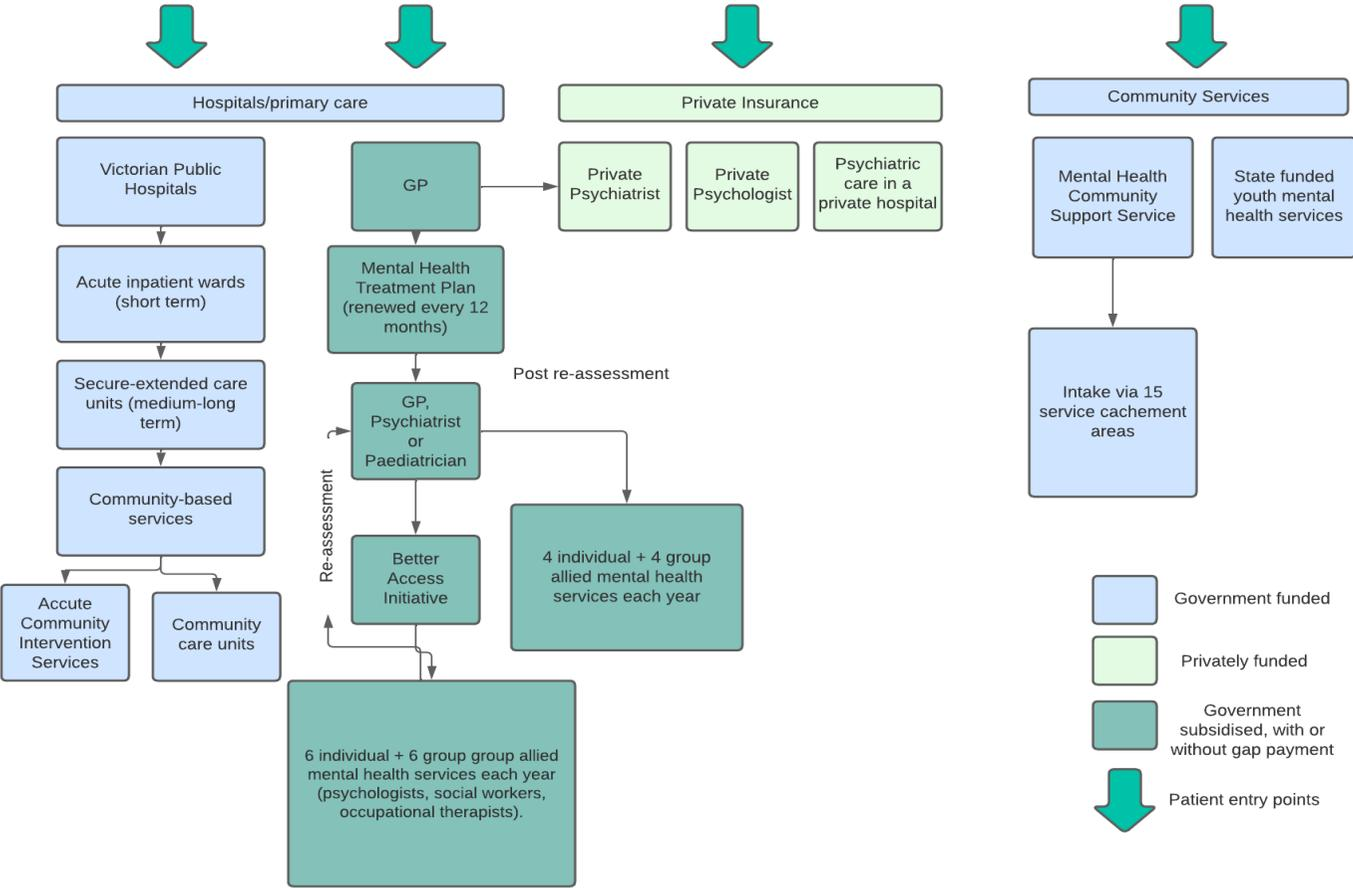 Hospitals/primary care
Private Insurance
Community Services
Victorian Public
Hospitals
GP
Private
Psychiatrist
Private
Psychologist
Psychiatric
care in a
private hospital
Mental Health
Community
Support Service
State funded
youth mental
health services
Acute inpatient wards
(short term)
Mental Health
Treatment Plan
(renewed every 12
months)
Secure-extended care
units (medium-long
term)
Post re-assessment
GP,
Psychiatrist
or
Paediatrician
Intake via 15
service cachement
areas
Community-based
services
Re-assessment
Better
Access
Initiative
4 individual + 4 group
allied mental health
services each year
Accute
Community
Intervention
Services
Community
care units
6 individual + 6 group group allied
mental health services each year
(psychologists, social workers,
occupational therapists).
Government funded
Privately funded
Government
subsidised, with or
without gap payment
Patient entry points